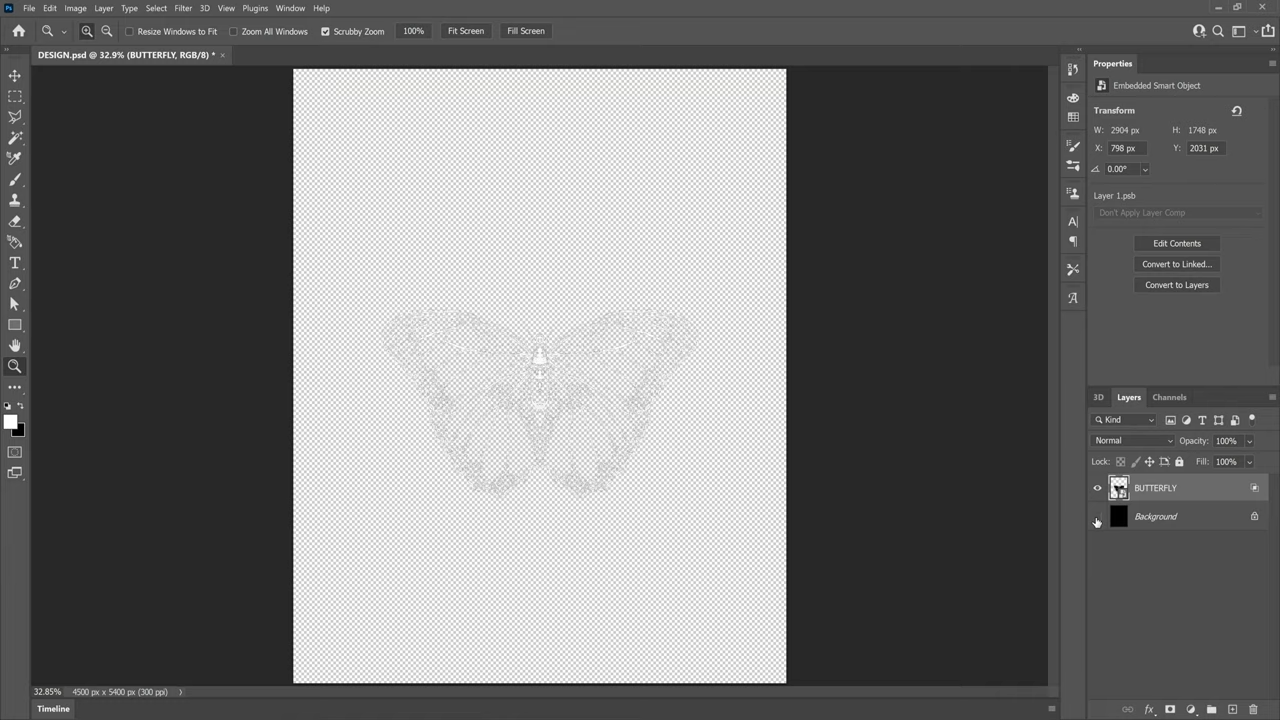 Ps File Edit Image Layer Type Select Filter 3D View Plugins Window Help
Resize Windows to Fit Zoom All Windows Scrubby Zoom 100% Fit Screen Fill Screen
DESIGN.psd @ 32.9% (BUTTERFLY, RGB/8) * ×
Properties
Embedded Smart Object
Transform
W: 2904 px H: 1748 px
X: 798 px Y: 2031 px
0.00°
Layer 1.psb
Don't Apply Layer Comp
Edit Contents
Convert to Linked...
Convert to Layers
3D Layers Channels
Kind
Normal Opacity: 100%
Lock: Fill: 100%
BUTTERFLY
Background
32.85% 4500 px x 5400 px (300 ppi)
Timeline